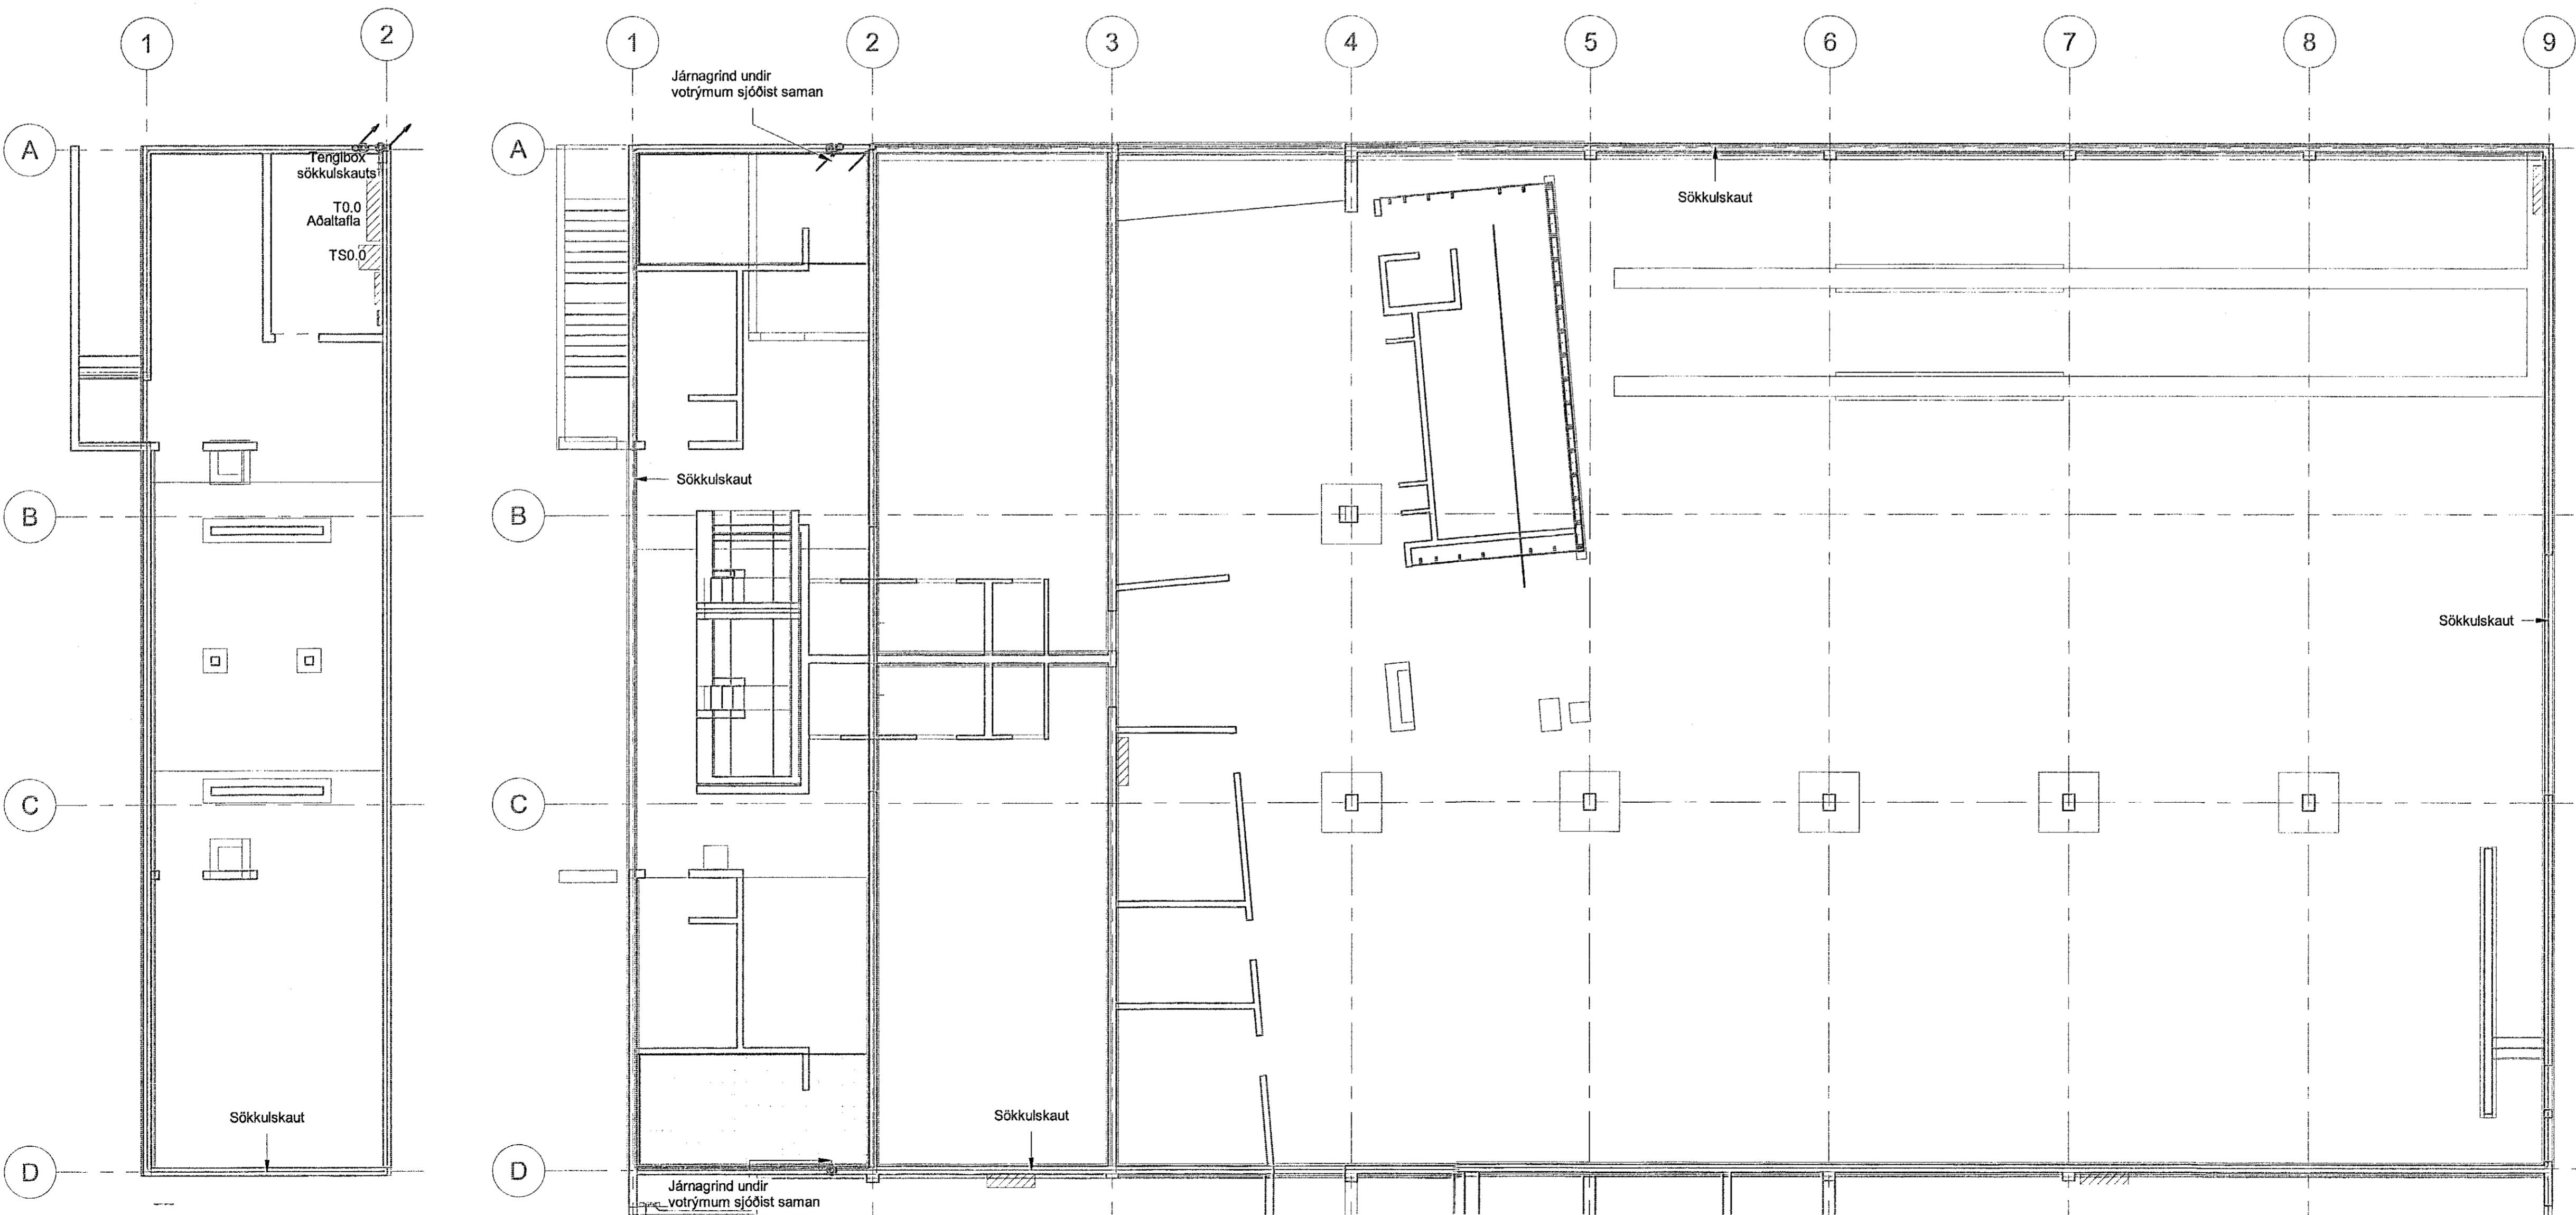 1
2
1
2
3
4
5
6
7
8
9
Járnagrind undir
votrýmum sjóðist saman
A
Tenglbox
sökkulskauts
T0.0
Aðaltafla
TS0.0
A
Sökkulskaut
Sökkulskaut
B
B
Sökkulskaut
C
C
Sökkulskaut
Sökkulskaut
D
D
Járnagrind undir
votrýmum sjóðist saman